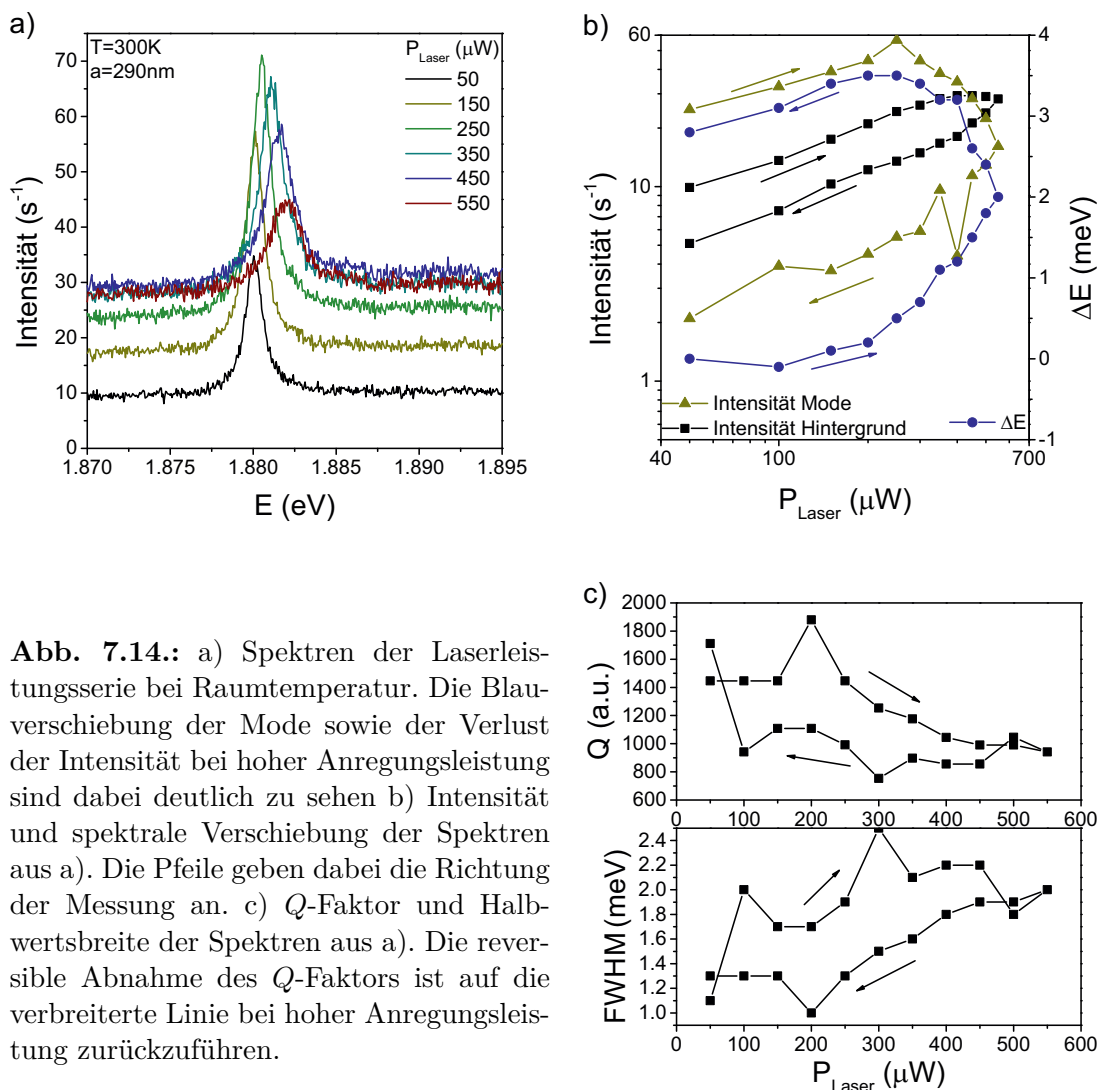 a)
T=300K
a=290nm
P_Laser (μW)
50
150
250
350
450
550
70
60
50
40
30
20
10
0
Intensität (s⁻¹)
1.870 1.875 1.880 1.885 1.890 1.895
E (eV)
b)
60
10
1
Intensität (s⁻¹)
4
3
2
1
0
-1
ΔE (meV)
Intensität Mode
Intensität Hintergrund
ΔE
40 100 700
P_Laser (μW)
Abb. 7.14.: a) Spektren der Laserleis-
tungsserie bei Raumtemperatur. Die Blau-
verschiebung der Mode sowie der Verlust
der Intensität bei hoher Anregungsleistung
sind dabei deutlich zu sehen b) Intensität
und spektrale Verschiebung der Spektren
aus a). Die Pfeile geben dabei die Richtung
der Messung an. c) Q-Faktor und Halb-
wertsbreite der Spektren aus a). Die rever-
sible Abnahme des Q-Faktors ist auf die
verbreiterte Linie bei hoher Anregungsleis-
tung zurückzuführen.
c)
2000
1800
1600
1400
1200
1000
800
600
Q (a.u.)
0 100 200 300 400 500 600
2.4
2.2
2.0
1.8
1.6
1.4
1.2
1.0
FWHM (meV)
0 100 200 300 400 500 600
P_Laser (μW)